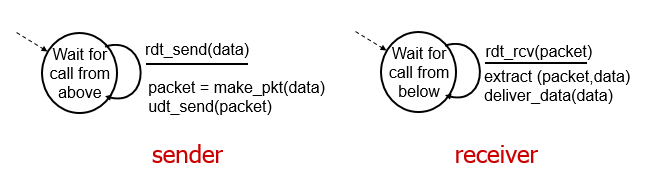 Wait for
call from
above
rdt_send(data)
packet = make_pkt(data)
udt_send(packet)
sender
Wait for
call from
below
rdt_rcv(packet)
extract (packet,data)
deliver_data(data)
receiver